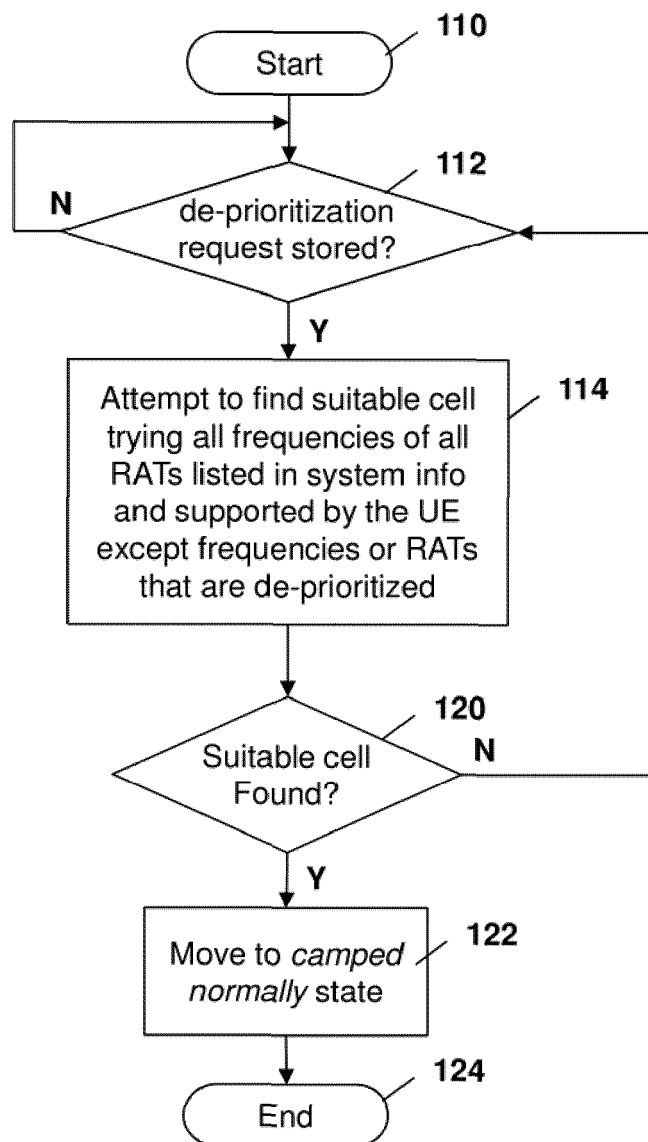 110
Start
112
N
de-prioritization
request stored?
Y
114
Attempt to find suitable cell
trying all frequencies of all
RATs listed in system info
and supported by the UE
except frequencies or RATs
that are de-prioritized
120
N
Suitable cell
Found?
Y
122
Move to camped
normally state
124
End